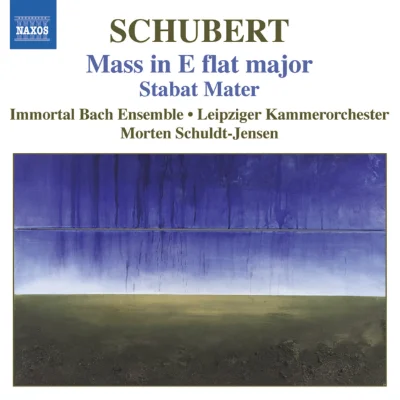 NAXOS
SCHUBERT
Mass in E flat major
Stabat Mater
Immortal Bach Ensemble • Leipziger Kammerorchester
Morten Schuldt-Jensen